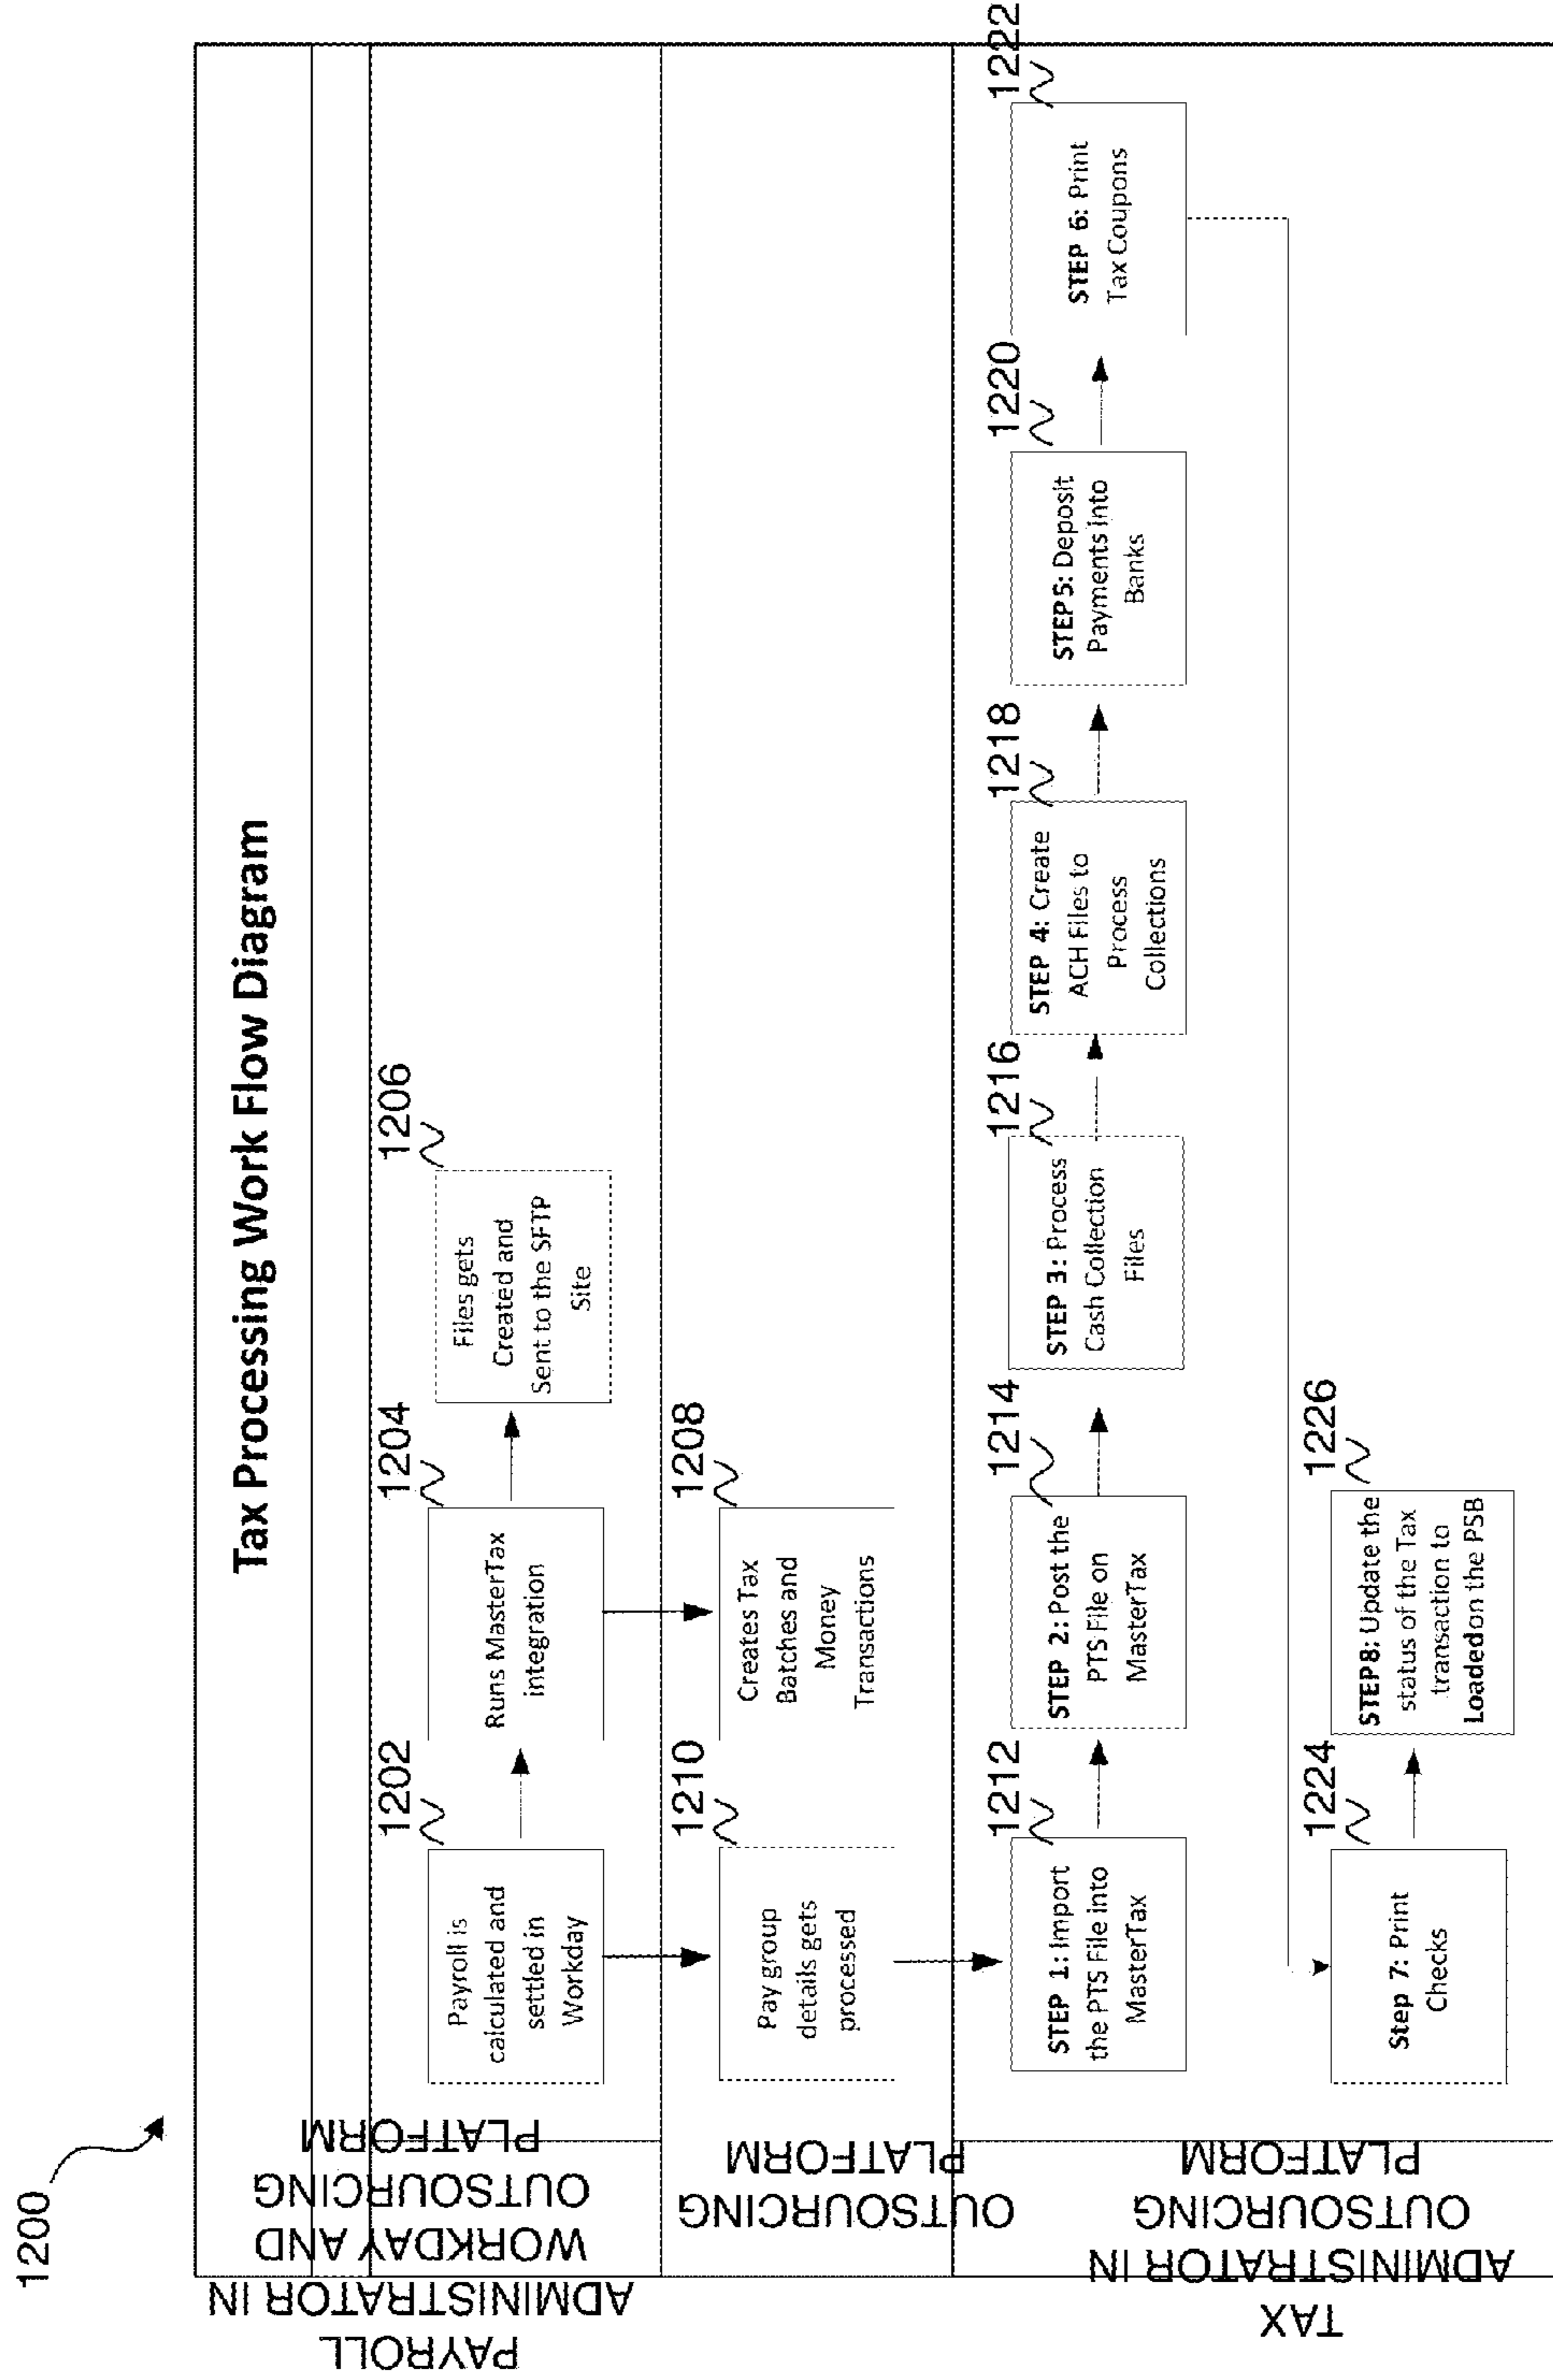 1200
Tax Processing Work Flow Diagram
PAYROLL
ADMINISTRATOR IN
WORKDAY AND
OUTSOURCING
PLATFORM
1202
Payroll is
calculated and
settled in
Workday
1204
Runs MasterTax
integration
1206
Files gets
Created and
Sent to the SFTP
Site
OUTSOURCING
PLATFORM
1210
Pay group
details gets
processed
1208
Creates Tax
Batches and
Money
Transactions
TAX
ADMINISTRATOR IN
OUTSOURCING
PLATFORM
1212
STEP 1: Import
the PTS File into
MasterTax
1214
STEP 2: Post the
PTS File on
MasterTax
1216
STEP 3: Process
Cash Collection
Files
1218
STEP 4: Create
ACH Files to
Process
Collections
1220
STEP5: Deposit
Payments into
Banks
1222
STEP 6: Print
Tax Coupons
1224
Step 7: Print
Checks
1226
STEP8: Update the
status of the Tax
transaction to
Loaded on the PSB